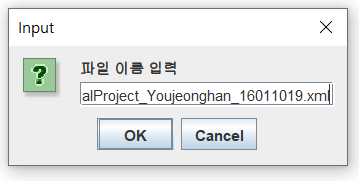 Input
파일 이름 입력
alProject_Youjeonghan_16011019.xml
OK Cancel